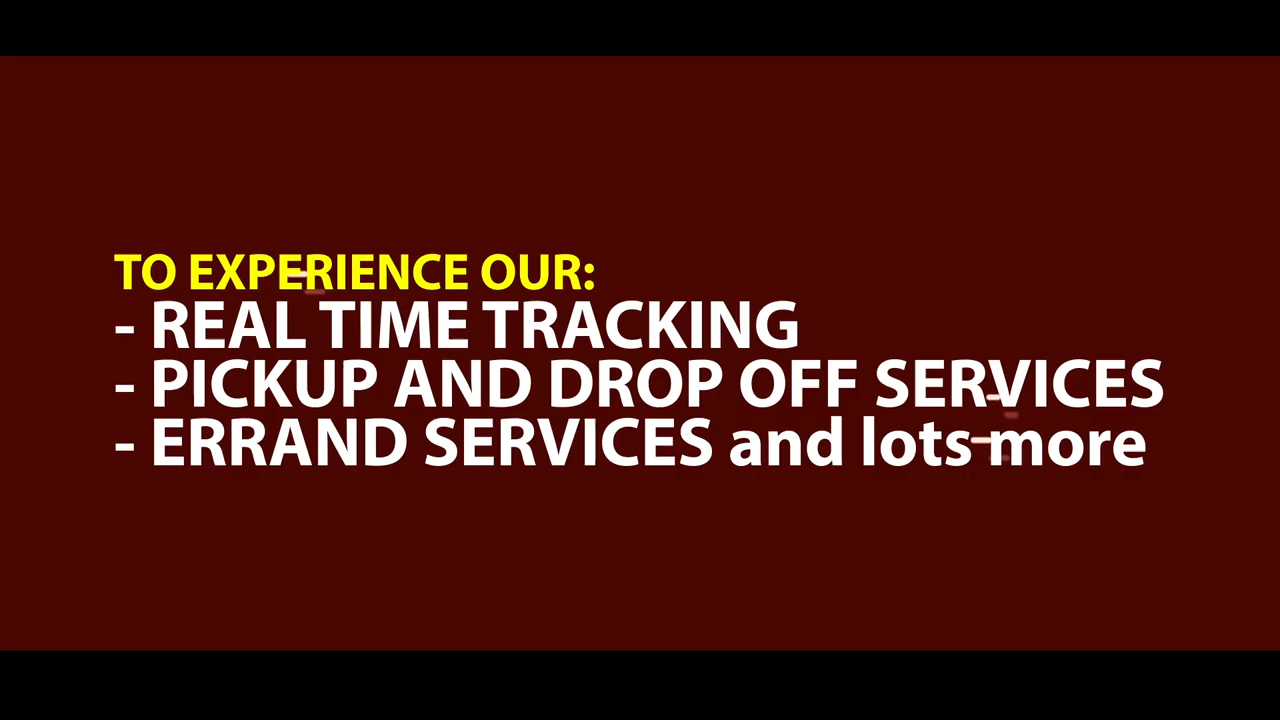 TO EXPERIENCE OUR:
- REAL TIME TRACKING
- PICKUP AND DROP OFF SERVICES
- ERRAND SERVICES and lots more